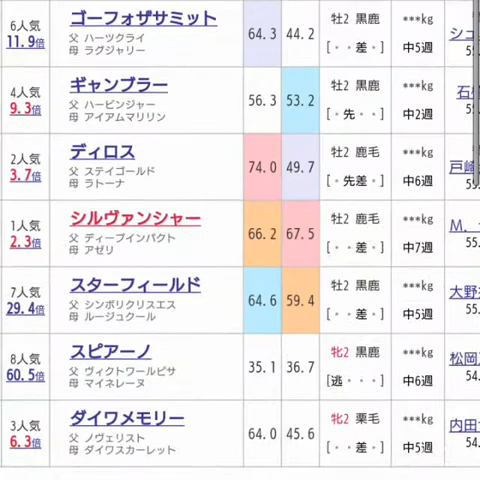 6人気 ゴーフォザサミット 牡2 黒鹿 ***kg
11.9倍 父 ハーツクライ 64.3 44.2
母 ラグジャリー [・・差・] 中5週
4人気 ギャンブラー 牡2 黒鹿 ***kg
9.3倍 父 ハービンジャー 56.3 53.2
母 アイアムマリリン [・先・・] 中2週
2人気 ディロス 牡2 鹿毛 ***kg 戸崎
3.7倍 父 ステイゴールド 74.0 49.7
母 ラトーナ [・先差・] 中6週
1人気 シルヴァンシャー 牡2 鹿毛 ***kg M.
2.3倍 父 ディープインパクト 66.2 67.5
母 アゼリ [・・差・] 中7週 55.
7人気 スターフィールド 牡2 黒鹿 ***kg 大野
29.4倍 父 シンボリクリスエス 64.6 59.4
母 ルージュクール [・・差・] 中5週 55.
8人気 スピアーノ 牝2 黒鹿 ***kg 松岡
60.5倍 父 ヴィクトワールピサ 35.1 36.7
母 マイネレーヌ [逃・・・] 中6週 54.
3人気 ダイワメモリー 牝2 栗毛 ***kg 内田
6.3倍 父 ノヴェリスト 64.0 45.6
母 ダイワスカーレット [・・差・] 中5週 54.